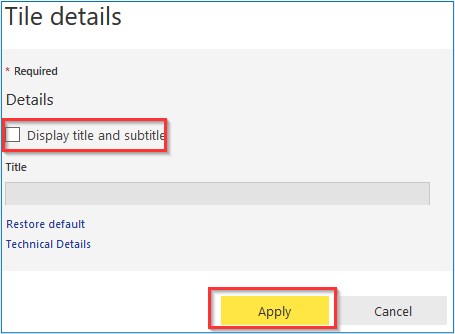 Tile details
* Required
Details
Display title and subtitle
Title
Restore default
Technical Details
Apply Cancel